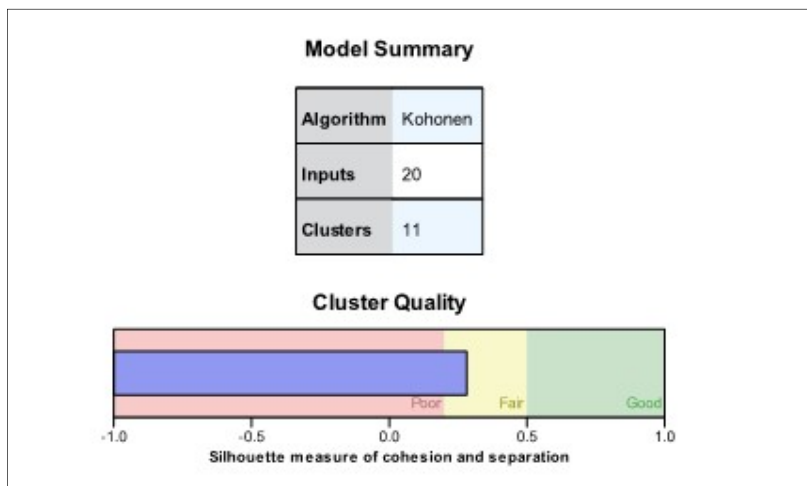 Model Summary
Algorithm Kohonen
Inputs 20
Clusters 11
Cluster Quality
Poor Fair Good
-1.0 -0.5 0.0 0.5 1.0
Silhouette measure of cohesion and separation